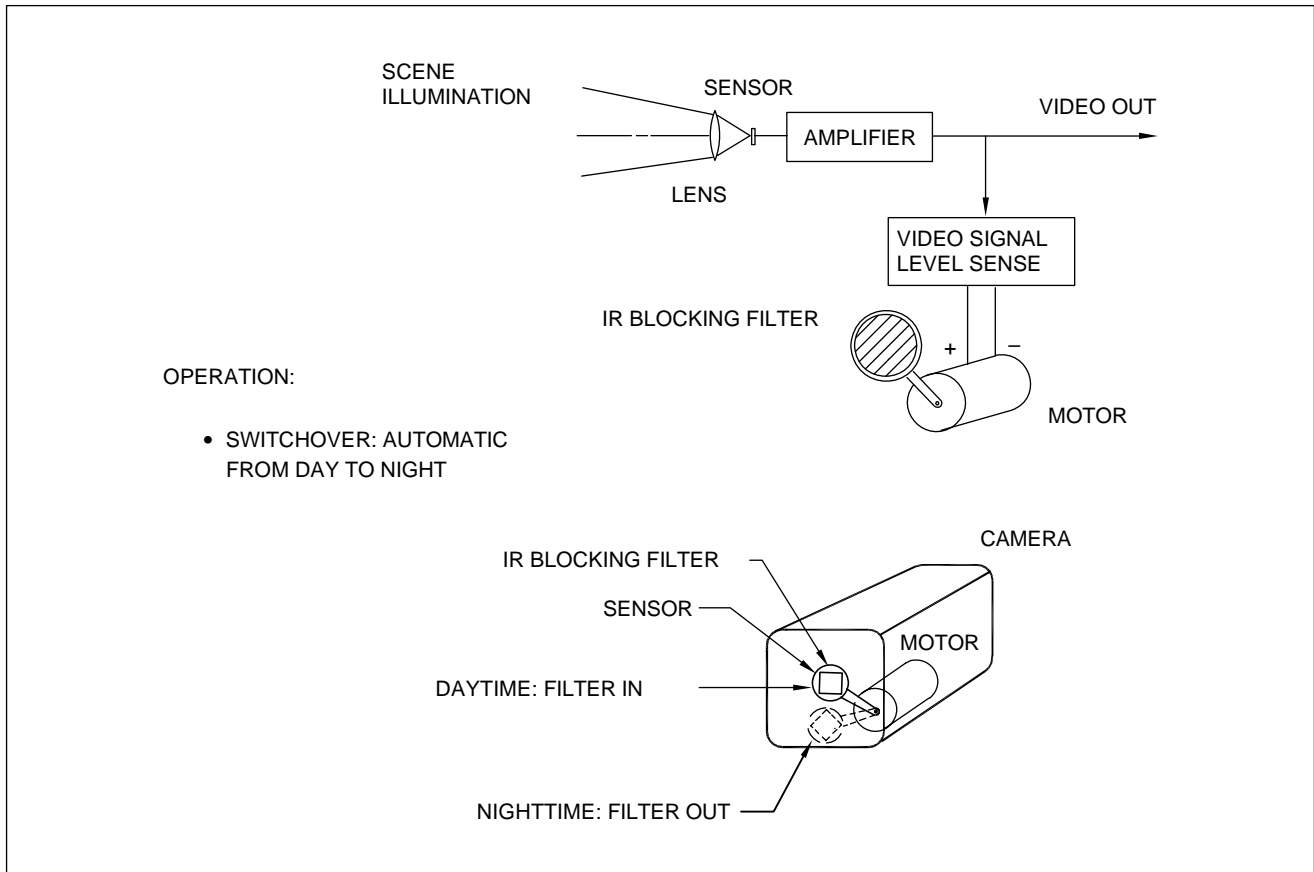 SCENE
ILLUMINATION
SENSOR
VIDEO OUT
AMPLIFIER
LENS
VIDEO SIGNAL
LEVEL SENSE
IR BLOCKING FILTER
+
–
MOTOR
OPERATION:
• SWITCHOVER: AUTOMATIC
FROM DAY TO NIGHT
CAMERA
IR BLOCKING FILTER
SENSOR
MOTOR
DAYTIME: FILTER IN
NIGHTTIME: FILTER OUT